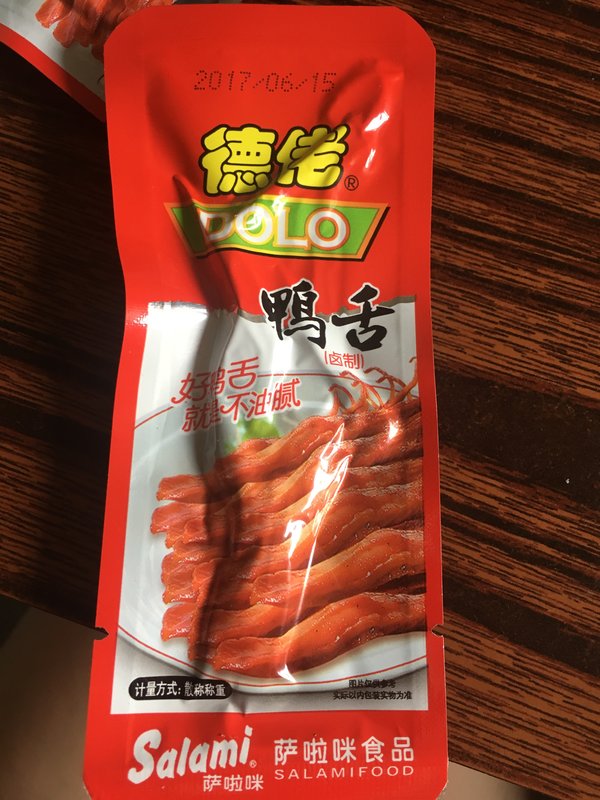 2017/06/15
德佬®
DOLO
鸭舌
(卤制)
好鸭舌
就是不油腻
计量方式:散称称重
图片仅供参考
实际以内包装实物为准
Salami®
萨啦咪
萨啦咪食品
SALAMIFOOD